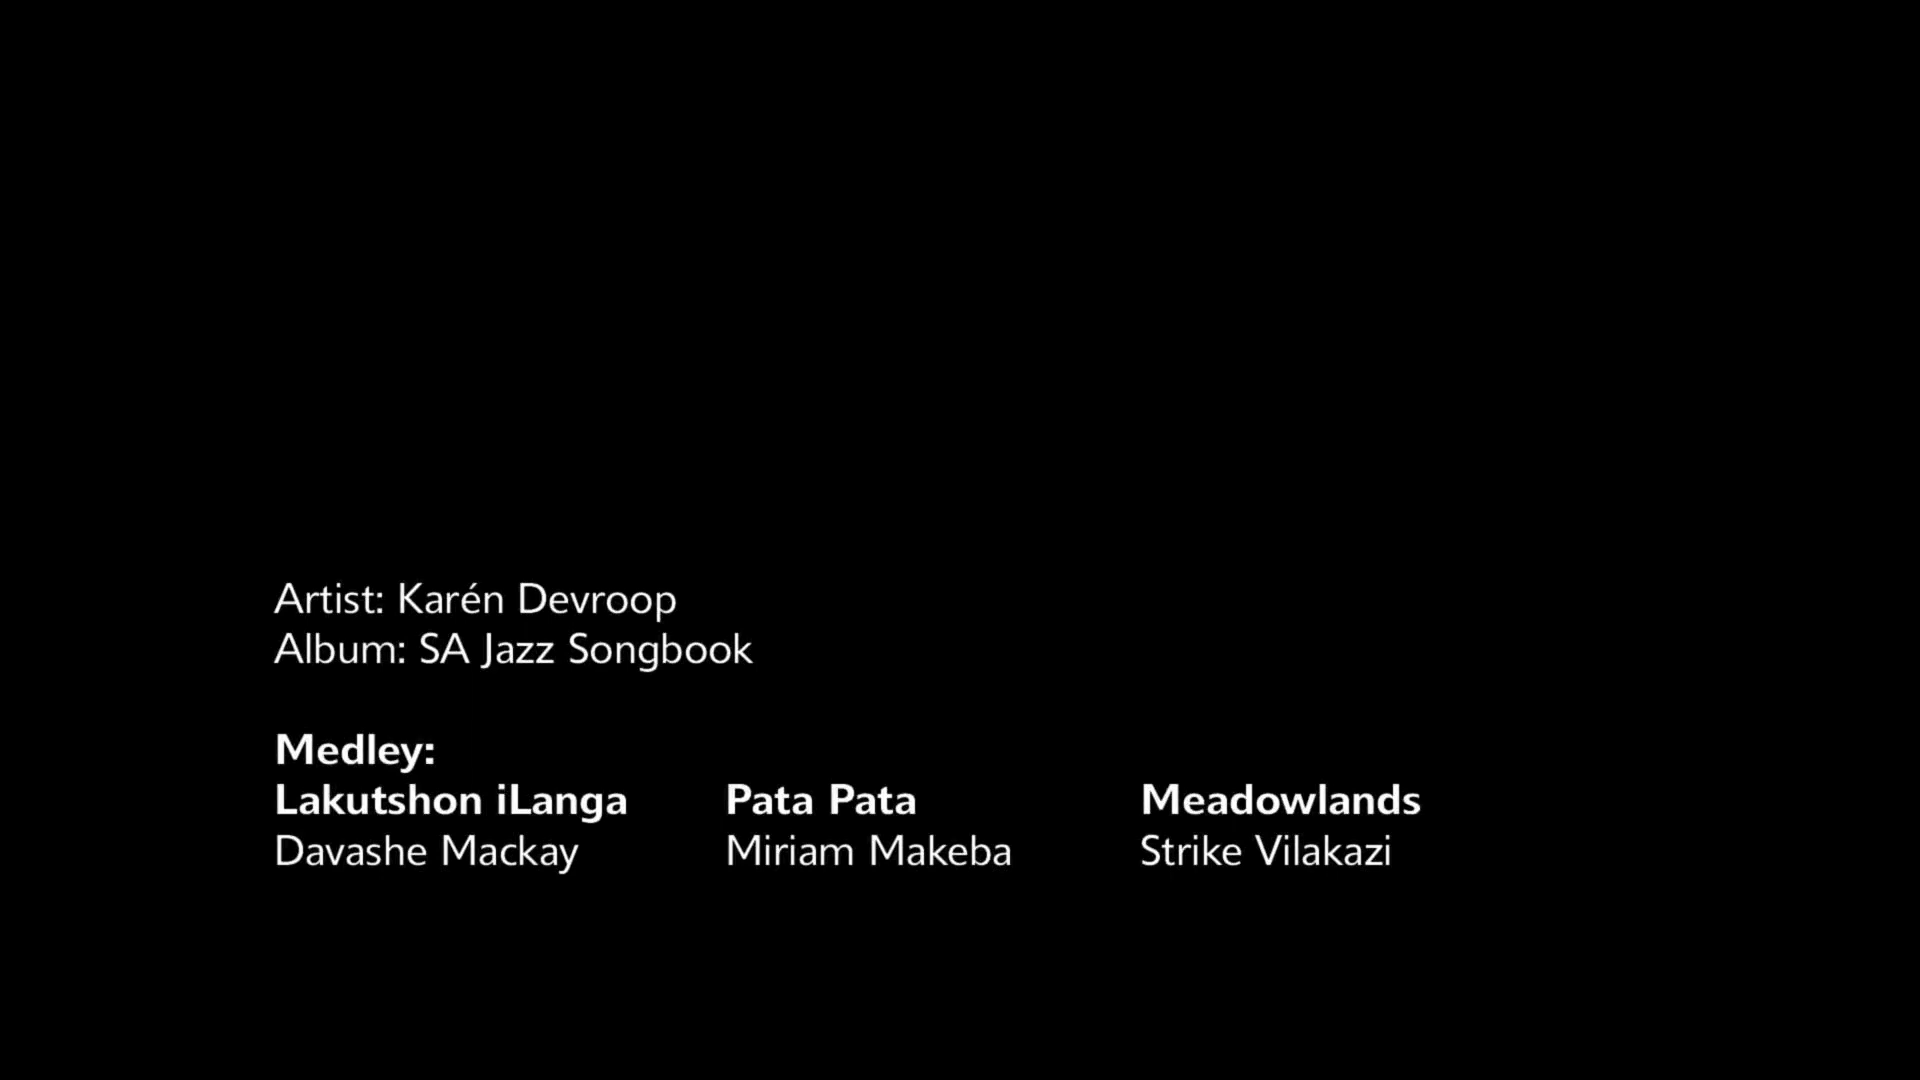 Artist: Karén Devroop
Album: SA Jazz Songbook
Medley:
Lakutshon iLanga Pata Pata Meadowlands
Davashe Mackay Miriam Makeba Strike Vilakazi